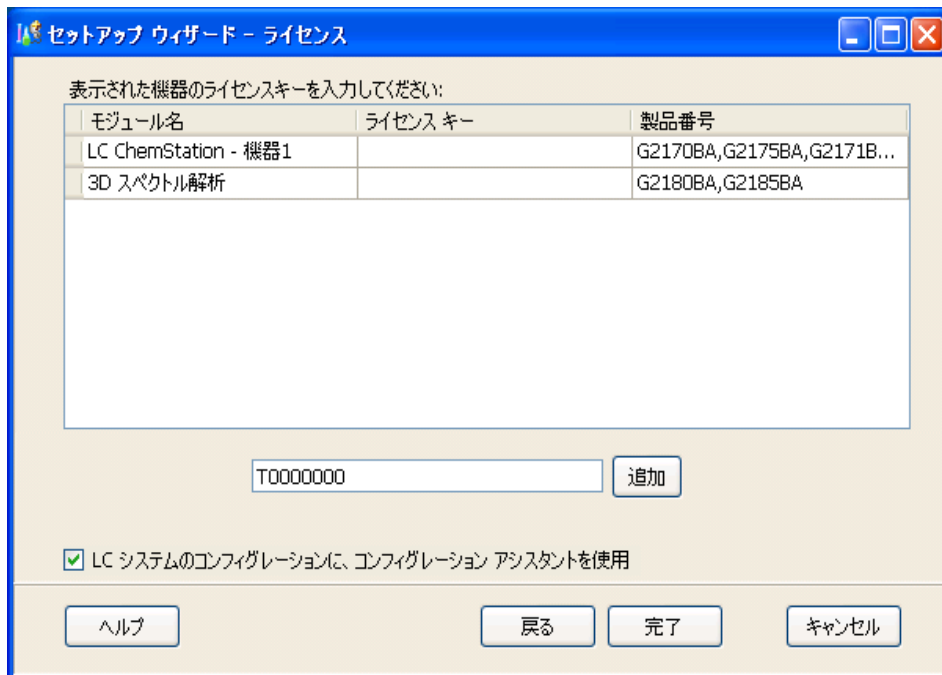 セットアップ ウィザード - ライセンス
表示された機器のライセンスキーを入力してください:
モジュール名 ライセンス キー 製品番号
LC ChemStation - 機器1 G2170BA,G2175BA,G2171B...
3D スペクトル解析 G2180BA,G2185BA
T0000000 追加
LC システムのコンフィグレーションに、コンフィグレーション アシスタントを使用
ヘルプ 戻る 完了 キャンセル